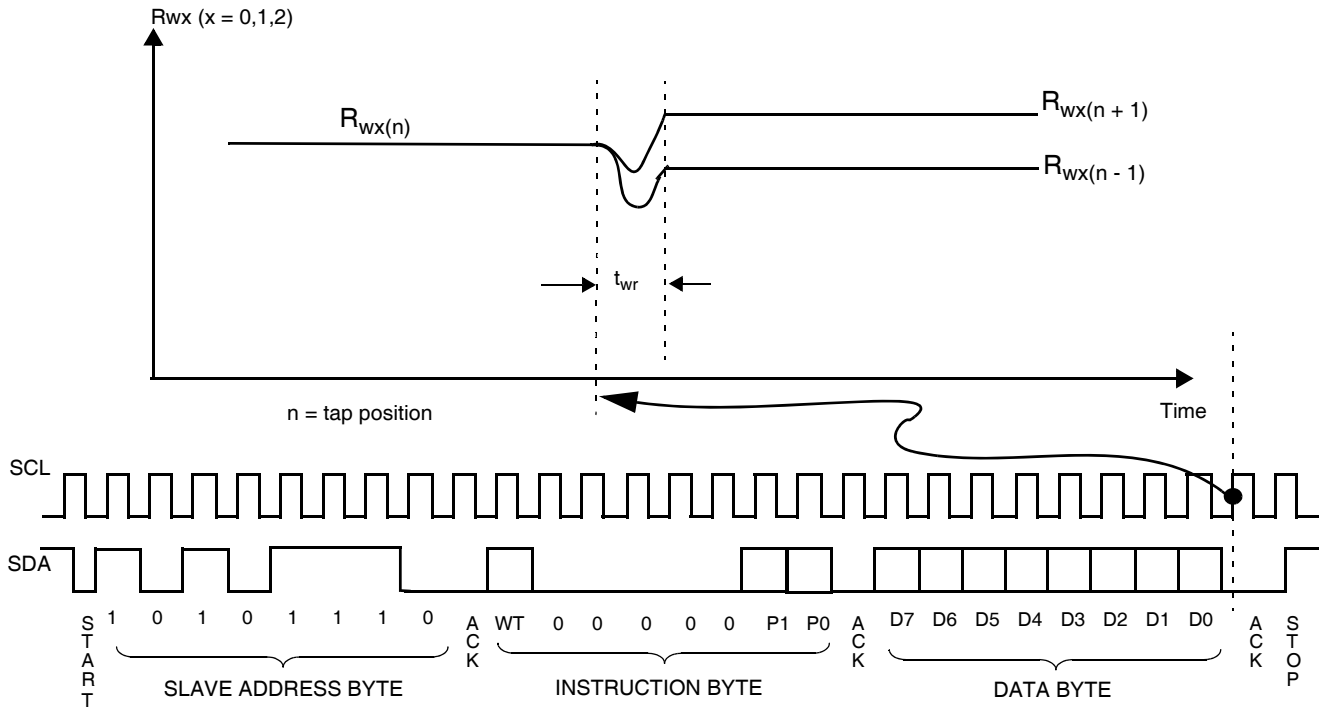 Rwx (x = 0,1,2)
Rwx(n + 1)
Rwx(n)
Rwx(n - 1)
twr
n = tap position
Time
SCL
SDA
START 1 0 1 0 1 1 1 0 ACK WT 0 0 0 0 0 P1 P0 ACK D7 D6 D5 D4 D3 D2 D1 D0 ACK STOP
SLAVE ADDRESS BYTE INSTRUCTION BYTE DATA BYTE